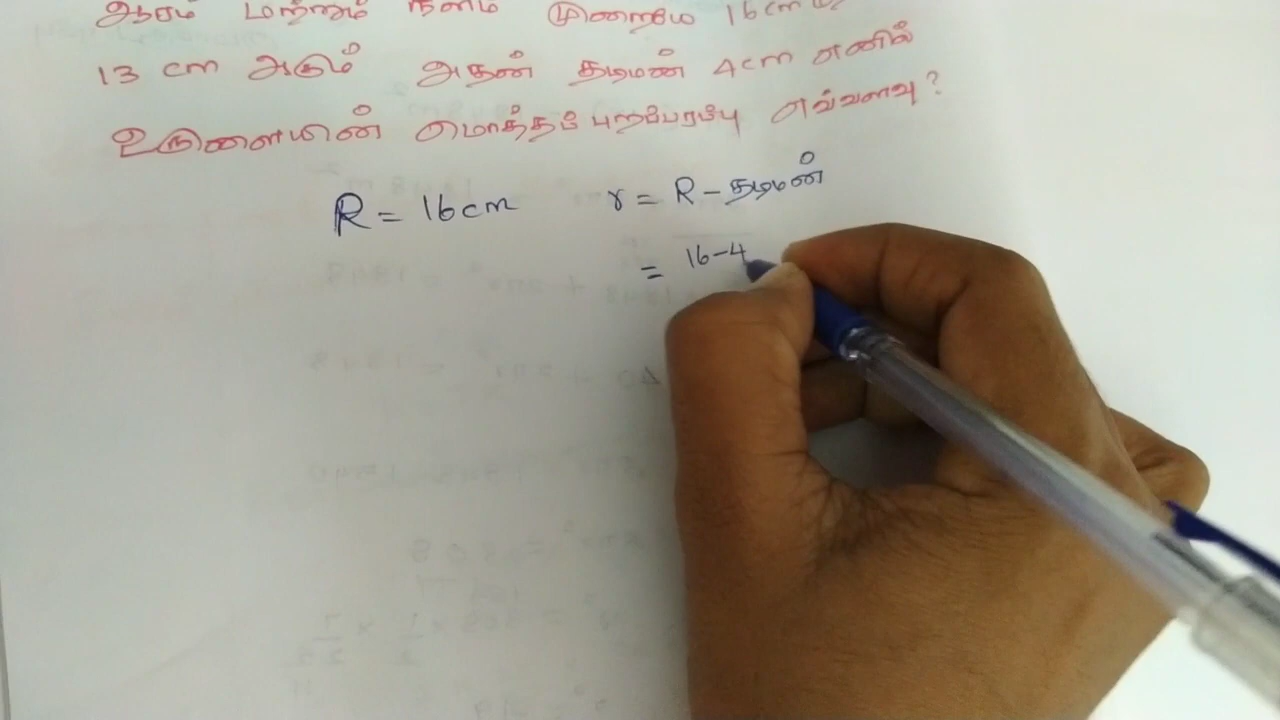 ஆரம் மற்றும் நீளம் முறையே 16cm
13 cm ஆகும் அதன் தடிமன் 4cm எனில்
உருளையின் மொத்தப் புறப்பரப்பு எவ்வளவு?
R = 16cm r = R - தடிமன்
= 16-4